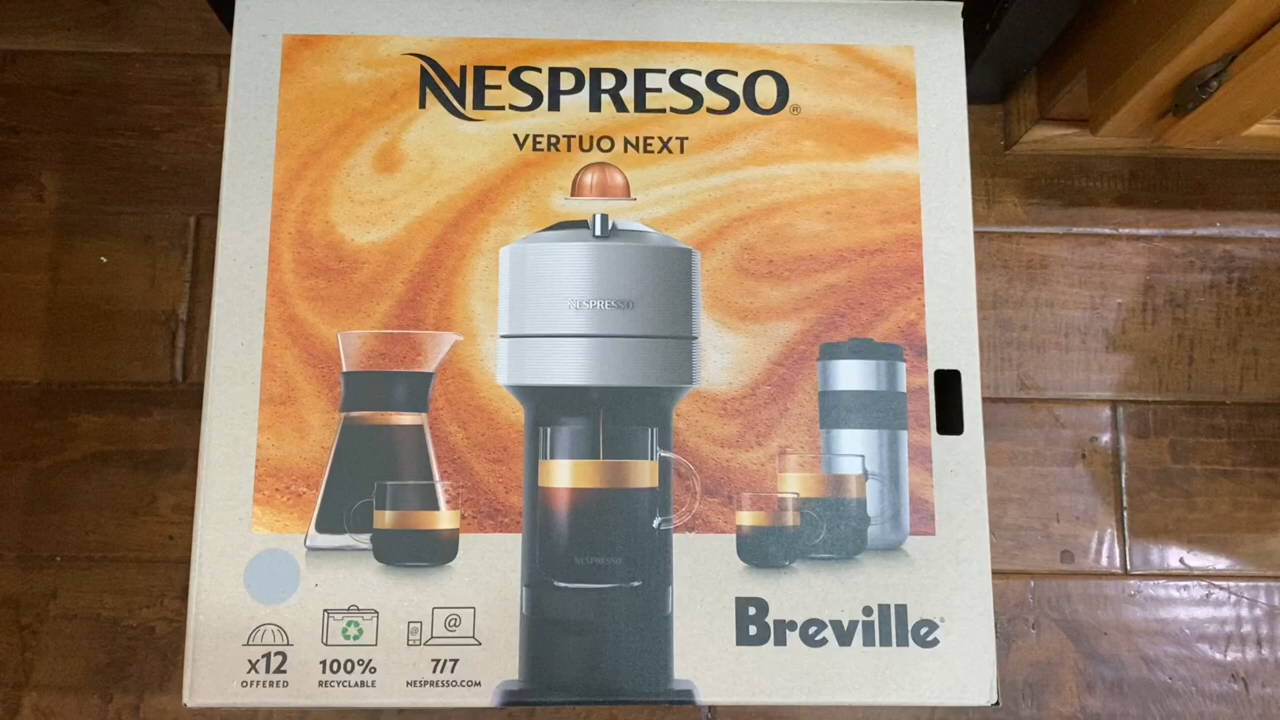 NESPRESSO®
VERTUO NEXT
NESPRESSO
NESPRESSO
Breville®
@
@
x12
OFFERED
100%
RECYCLABLE
7/7
NESPRESSO.COM